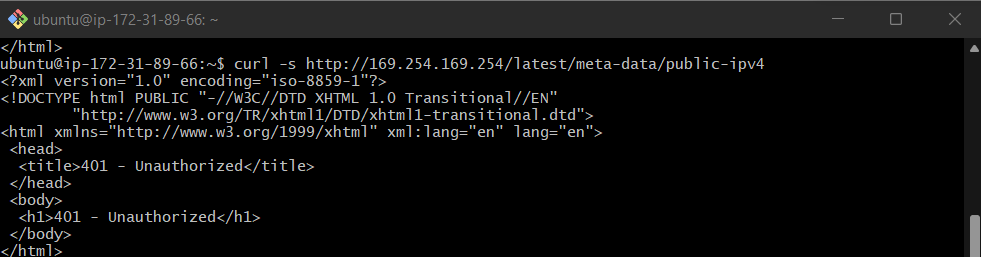 ubuntu@ip-172-31-89-66: ~
</html>
ubuntu@ip-172-31-89-66:~$ curl -s http://169.254.169.254/latest/meta-data/public-ipv4
<?xml version="1.0" encoding="iso-8859-1"?>
<!DOCTYPE html PUBLIC "-//W3C//DTD XHTML 1.0 Transitional//EN"
        "http://www.w3.org/TR/xhtml1/DTD/xhtml1-transitional.dtd">
<html xmlns="http://www.w3.org/1999/xhtml" xml:lang="en" lang="en">
 <head>
  <title>401 - Unauthorized</title>
 </head>
 <body>
  <h1>401 - Unauthorized</h1>
 </body>
</html>